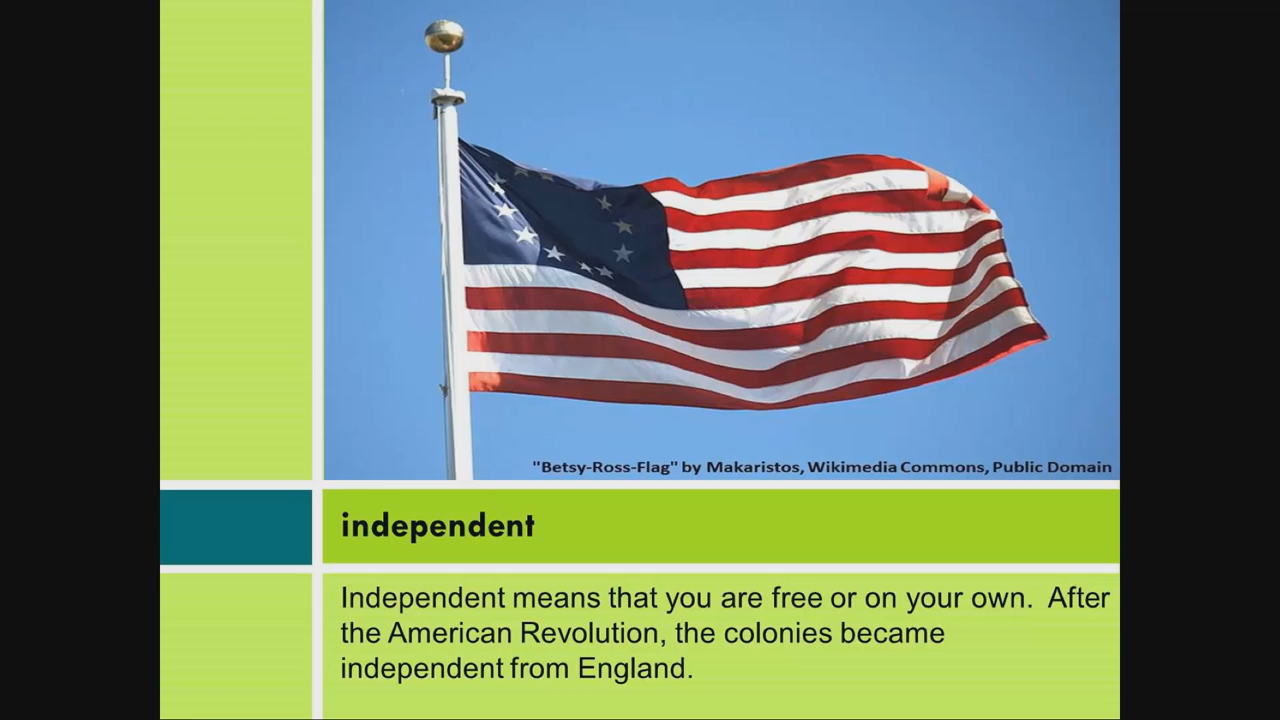 "Betsy-Ross-Flag" by Makaristos, Wikimedia Commons, Public Domain
independent
Independent means that you are free or on your own.  After
the American Revolution, the colonies became
independent from England.